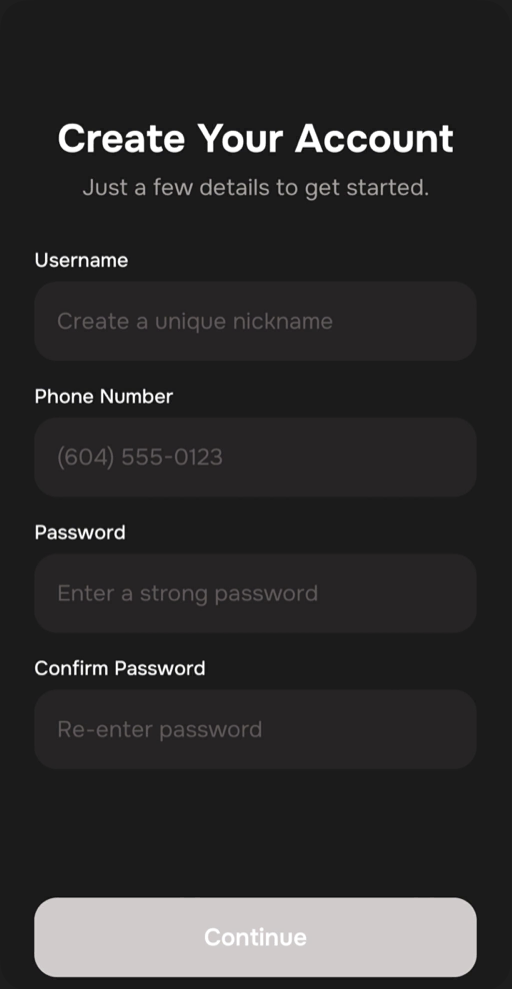 Create Your Account
Just a few details to get started.
Username
Create a unique nickname
Phone Number
(604) 555-0123
Password
Enter a strong password
Confirm Password
Re-enter password
Continue